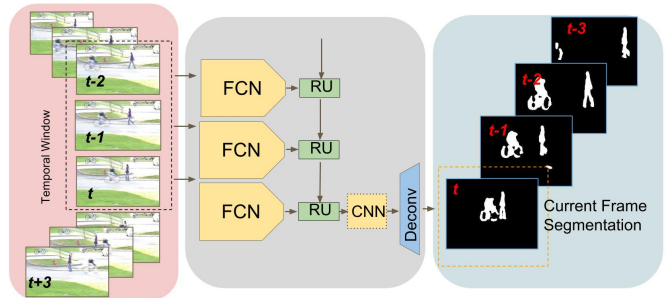 Temporal Window
t-2
t-1
t
t+3
FCN
RU
FCN
RU
FCN
RU
CNN
Deconv
t-3
t-2
t-1
t
Current Frame
Segmentation